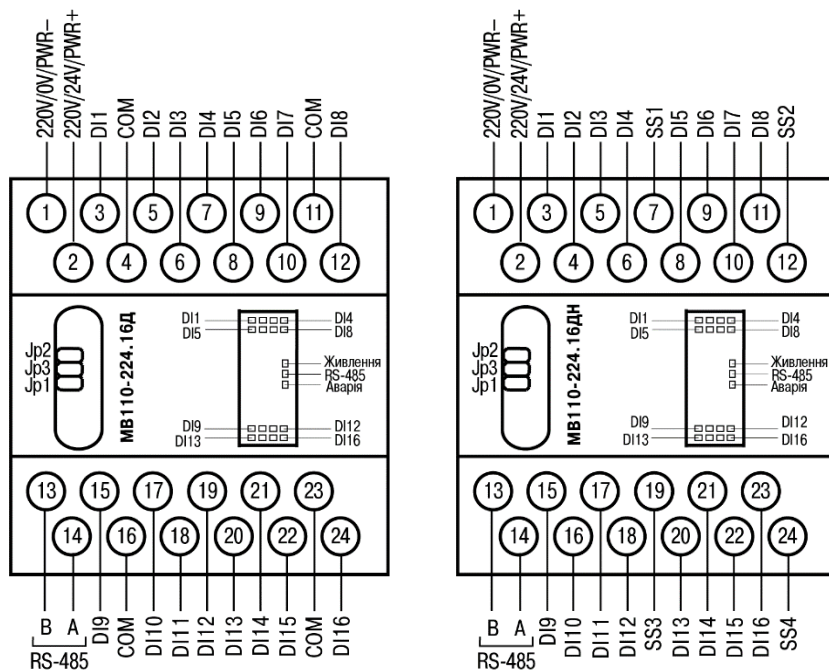 220V/0V/PWR–
220V/24V/PWR+
DI1
COM
DI2
DI3
DI4
DI5
DI6
DI7
COM
DI8
1 3 5 7 9 11
2 4 6 8 10 12
Jp2
Jp3
Jp1
МВ110-224.16Д
DI1 DI4
DI5 DI8
Живлення
RS-485
Аварія
DI9 DI12
DI13 DI16
13 15 17 19 21 23
14 16 18 20 22 24
B
A
DI9
COM
DI10
DI11
DI12
DI13
DI14
DI15
COM
DI16
RS-485
220V/0V/PWR–
220V/24V/PWR+
DI1
DI2
DI3
DI4
SS1
DI5
DI6
DI7
DI8
SS2
1 3 5 7 9 11
2 4 6 8 10 12
Jp2
Jp3
Jp1
МВ110-224.16ДН
DI1 DI4
DI5 DI8
Живлення
RS-485
Аварія
DI9 DI12
DI13 DI16
13 15 17 19 21 23
14 16 18 20 22 24
B
A
DI9
DI10
DI11
DI12
SS3
DI13
DI14
DI15
DI16
SS4
RS-485